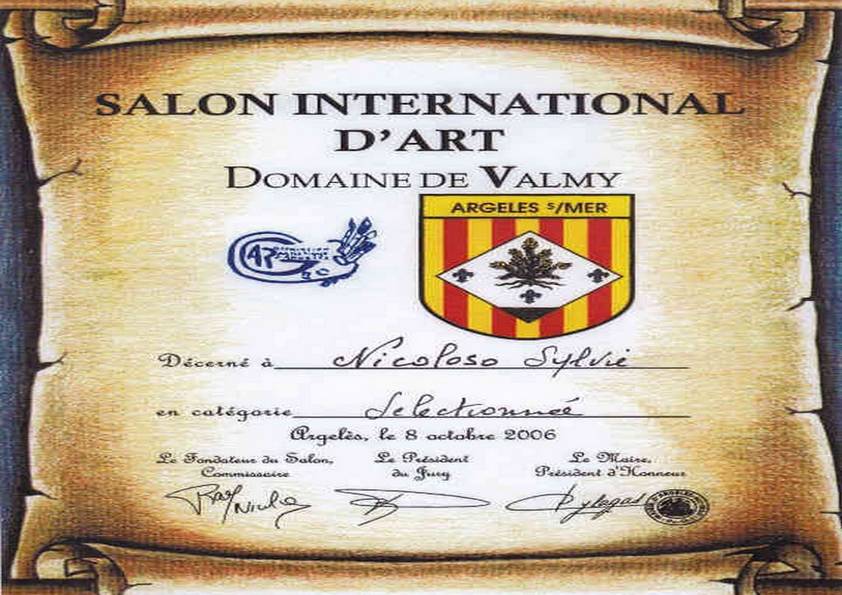 SALON INTERNATIONAL
D'ART
DOMAINE DE VALMY
ARGELES S/MER
Décerné à Nicoloso Sylvie
en catégorie Selectionnée
Argelès, le 8 octobre 2006
Le Fondateur du Salon,
Commissaire
Le Président
du Jury
Le Maire,
Président d'Honneur